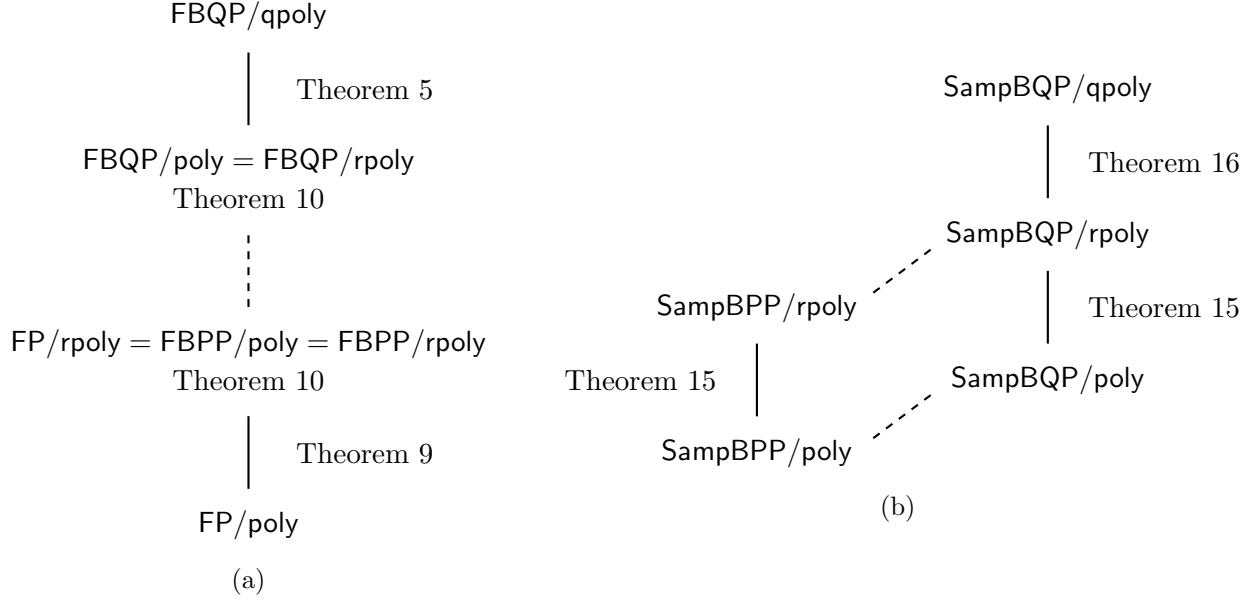 FBQP/qpoly
Theorem 5
FBQP/poly = FBQP/rpoly
Theorem 10
FP/rpoly = FBPP/poly = FBPP/rpoly
Theorem 10
Theorem 9
FP/poly
(a)
SampBQP/qpoly
Theorem 16
SampBQP/rpoly
SampBPP/rpoly
Theorem 15
Theorem 15
SampBQP/poly
SampBPP/poly
(b)